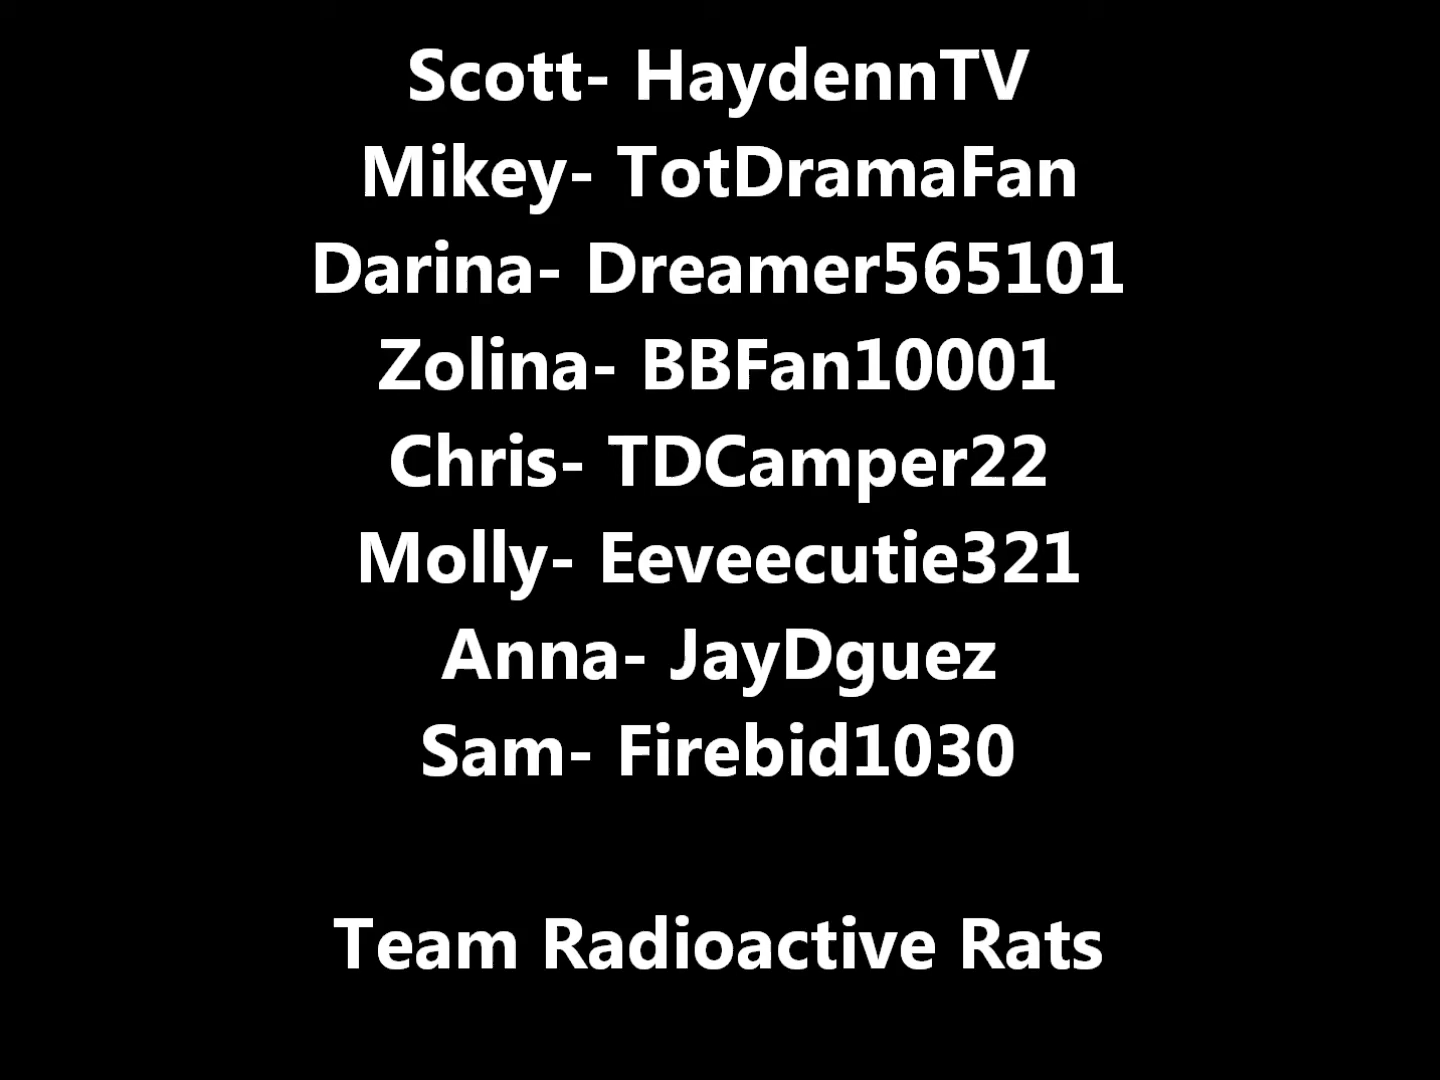 Scott- HaydennTV
Mikey- TotDramaFan
Darina- Dreamer565101
Zolina- BBFan10001
Chris- TDCamper22
Molly- Eeveecutie321
Anna- JayDguez
Sam- Firebid1030
Team Radioactive Rats